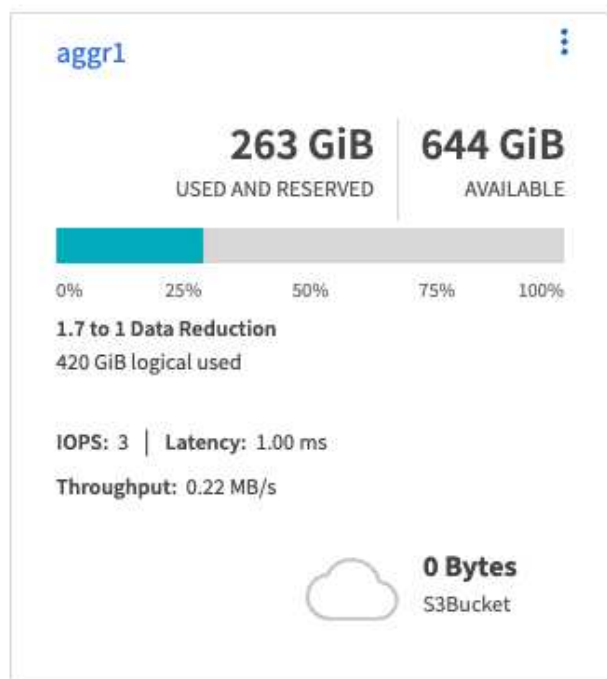 aggr1
263 GiB 644 GiB
USED AND RESERVED AVAILABLE
0% 25% 50% 75% 100%
1.7 to 1 Data Reduction
420 GiB logical used
IOPS: 3 | Latency: 1.00 ms
Throughput: 0.22 MB/s
0 Bytes
S3Bucket